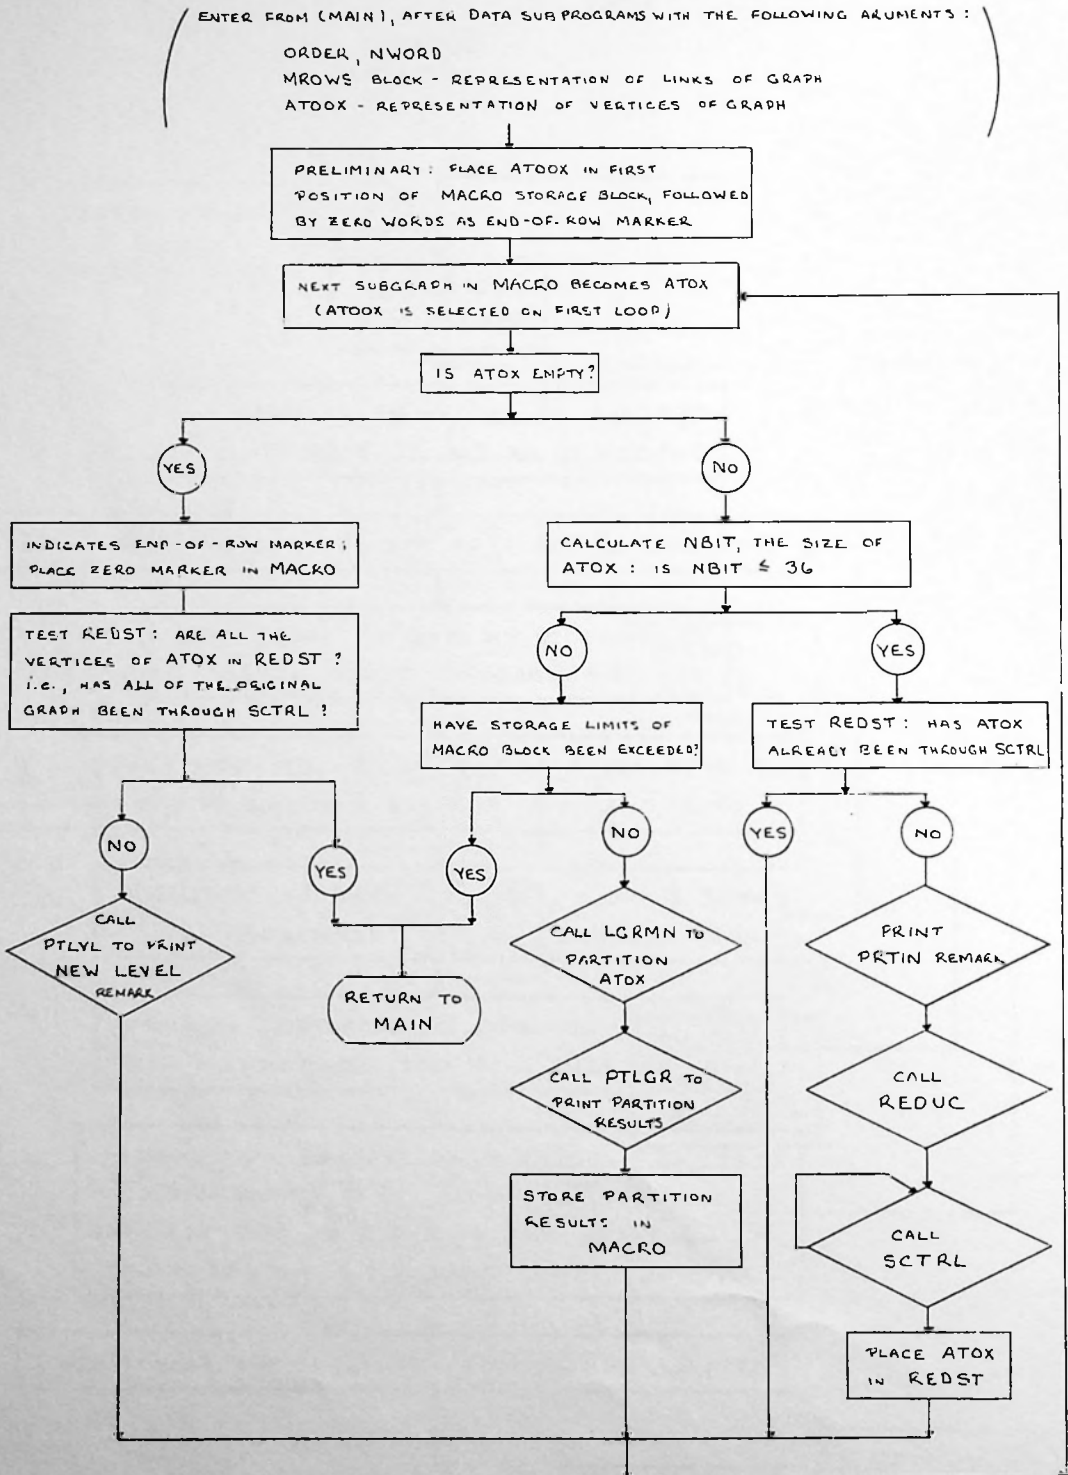 ENTER FROM (MAIN), AFTER DATA SUBPROGRAMS WITH THE FOLLOWING ARUMENTS:
ORDER, NWORD
MROWS BLOCK - REPRESENTATION OF LINKS OF GRAPH
ATOOX - REPRESENTATION OF VERTICES OF GRAPH
PRELIMINARY: PLACE ATOOX IN FIRST
POSITION OF MACRO STORAGE BLOCK, FOLLOWED
BY ZERO WORDS AS END-OF-ROW MARKER
NEXT SUBGRAPH IN MACRO BECOMES ATOX
(ATOOX IS SELECTED ON FIRST LOOP)
IS ATOX EMPTY?
YES
NO
INDICATES END-OF-ROW MARKER;
PLACE ZERO MARKER IN MACRO
CALCULATE NBIT, THE SIZE OF
ATOX: IS NBIT ≤ 36
TEST REDST: ARE ALL THE
VERTICES OF ATOX IN REDST?
i.e., HAS ALL OF THE ORIGINAL
GRAPH BEEN THROUGH SCTRL?
NO
YES
HAVE STORAGE LIMITS OF
MACRO BLOCK BEEN EXCEEDED?
TEST REDST: HAS ATOX
ALREADY BEEN THROUGH SCTRL
NO
YES
YES
NO
YES
NO
CALL
PTLVL TO PRINT
NEW LEVEL
REMARK
RETURN TO
MAIN
CALL LGRMN TO
PARTITION
ATOX
PRINT
PRTIN REMARK
CALL PTLGR TO
PRINT PARTITION
RESULTS
CALL
REDUC
STORE PARTITION
RESULTS IN
MACRO
CALL
SCTRL
PLACE ATOX
IN REDST